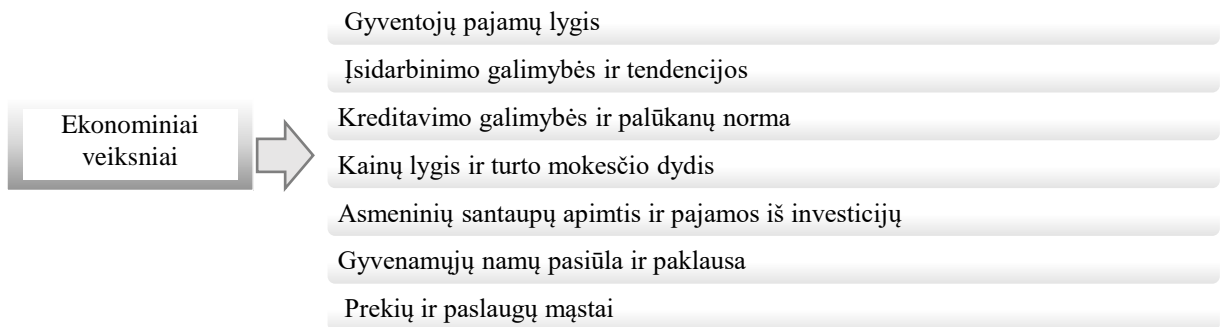 Gyventojų pajamų lygis
Įsidarbinimo galimybės ir tendencijos
Ekonominiai
veiksniai
Kreditavimo galimybės ir palūkanų norma
Kainų lygis ir turto mokesčio dydis
Asmeninių santaupų apimtis ir pajamos iš investicijų
Gyvenamųjų namų pasiūla ir paklausa
Prekių ir paslaugų mąstai